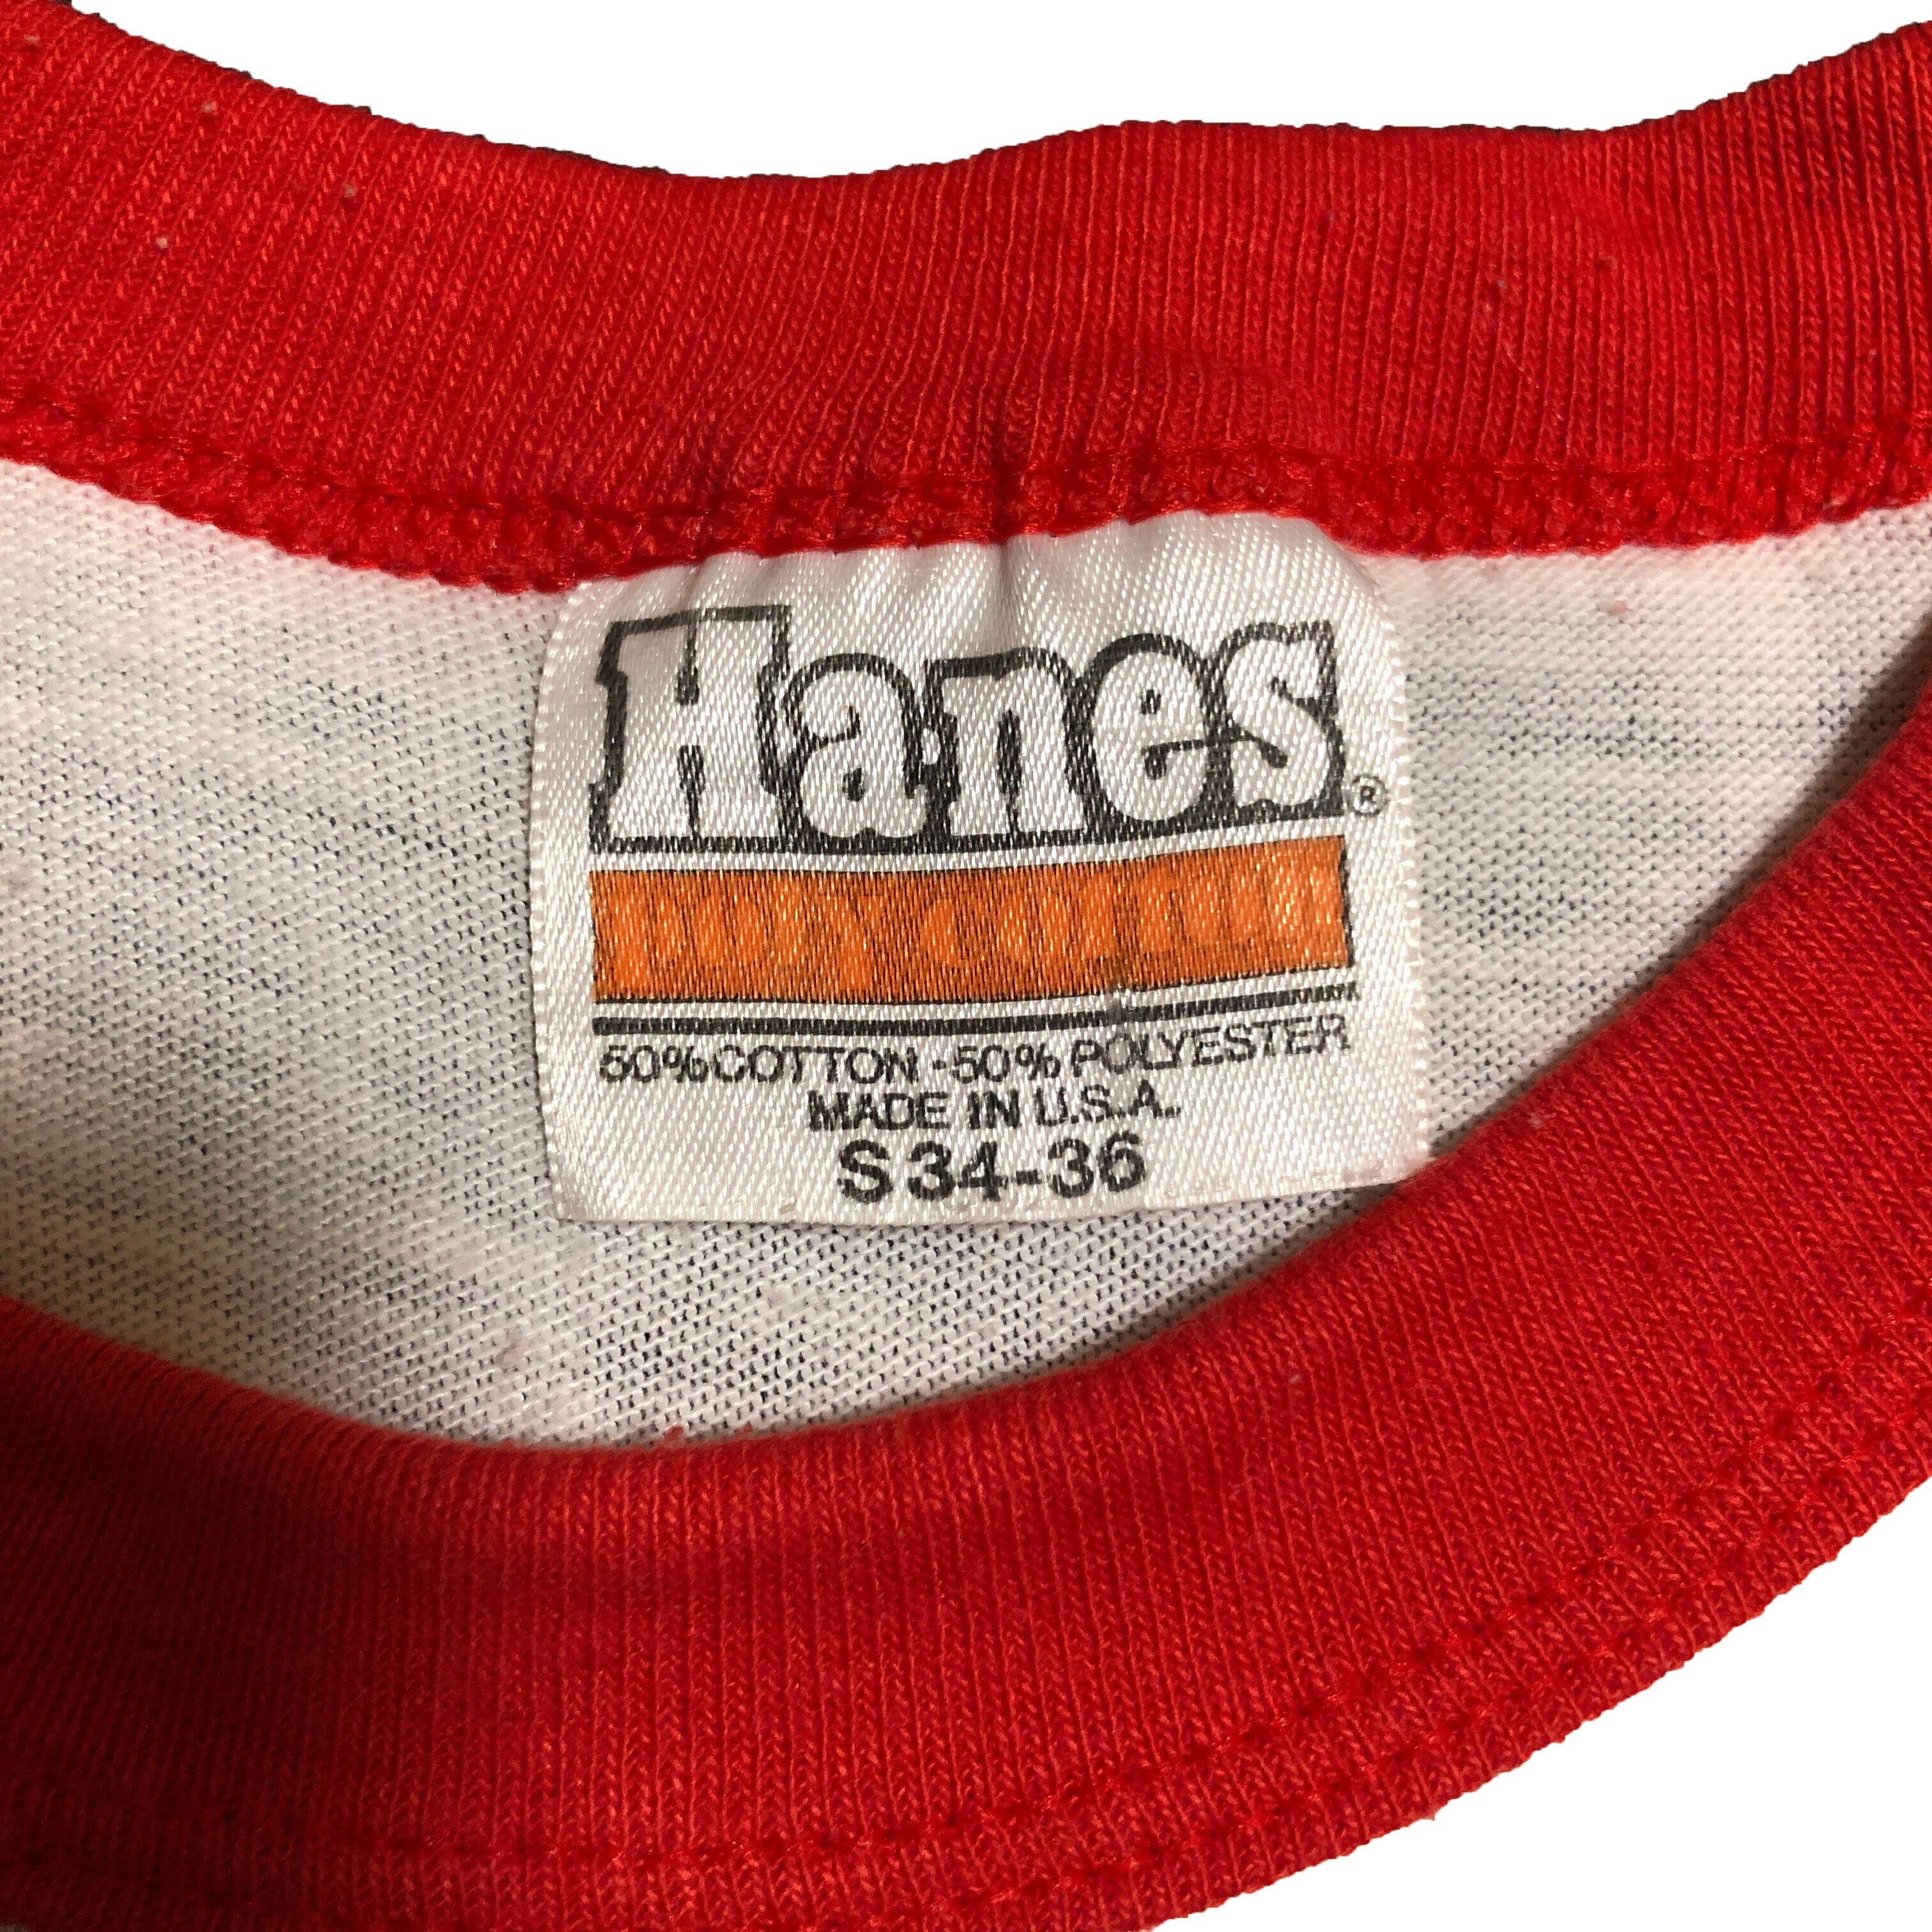 Hanes®
50% COTTON - 50% POLYESTER
MADE IN U.S.A.
S 34-36